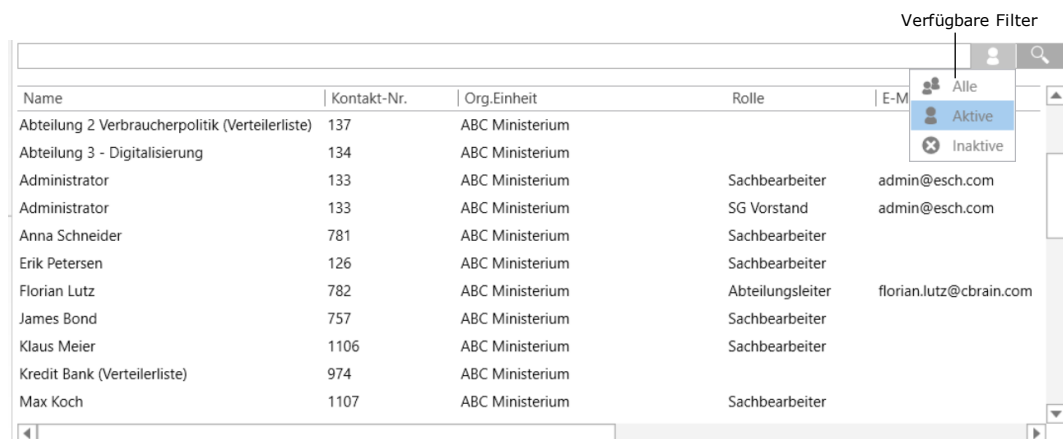 Verfügbare Filter
Alle
Name Kontakt-Nr. Org.Einheit Rolle E-M
Aktive
Abteilung 2 Verbraucherpolitik (Verteilerliste) 137 ABC Ministerium
Inaktive
Abteilung 3 - Digitalisierung 134 ABC Ministerium
Administrator 133 ABC Ministerium Sachbearbeiter admin@esch.com
Administrator 133 ABC Ministerium SG Vorstand admin@esch.com
Anna Schneider 781 ABC Ministerium Sachbearbeiter
Erik Petersen 126 ABC Ministerium Sachbearbeiter
Florian Lutz 782 ABC Ministerium Abteilungsleiter florian.lutz@cbrain.com
James Bond 757 ABC Ministerium Sachbearbeiter
Klaus Meier 1106 ABC Ministerium Sachbearbeiter
Kredit Bank (Verteilerliste) 974 ABC Ministerium
Max Koch 1107 ABC Ministerium Sachbearbeiter